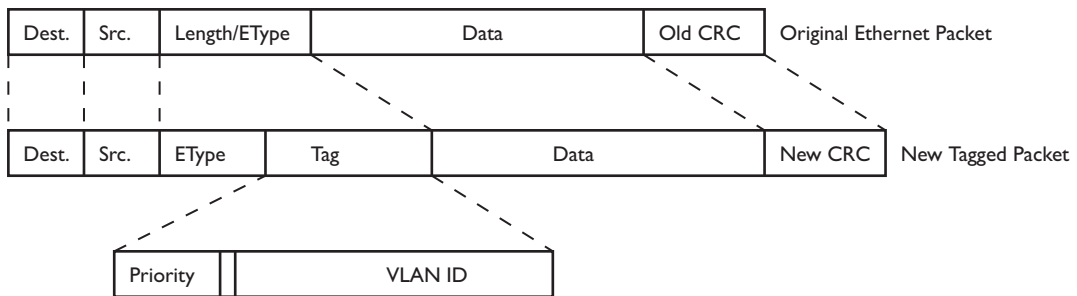 Dest. Src. Length/EType Data Old CRC Original Ethernet Packet
Dest. Src. EType Tag Data New CRC New Tagged Packet
Priority VLAN ID